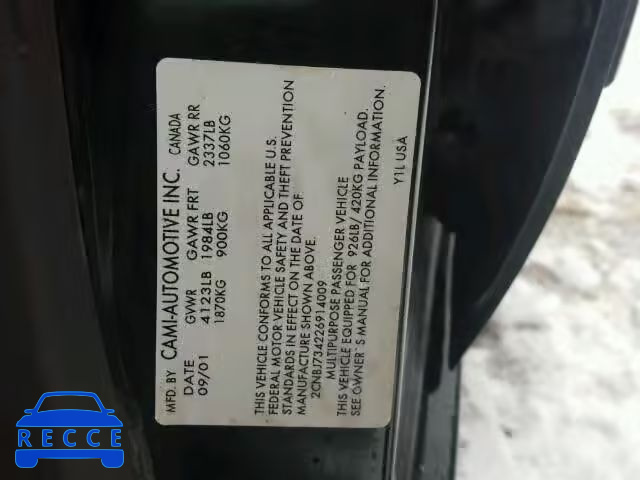 MFD. BY CAMI-AUTOMOTIVE INC. CANADA
DATE GVWR GAWR FRT GAWR RR
09/01 4123LB 1984LB 2337LB
1870KG 900KG 1060KG
THIS VEHICLE CONFORMS TO ALL APPLICABLE U.S.
FEDERAL MOTOR VEHICLE SAFETY AND THEFT PREVENTION
STANDARDS IN EFFECT ON THE DATE OF
MANUFACTURE SHOWN ABOVE.
2CNBJ734226914009
MULTIPURPOSE PASSENGER VEHICLE
THIS VEHICLE EQUIPPED FOR 926LB/ 420KG PAYLOAD.
SEE OWNER`S MANUAL FOR ADDITIONAL INFORMATION.
Y1L USA
RECCE